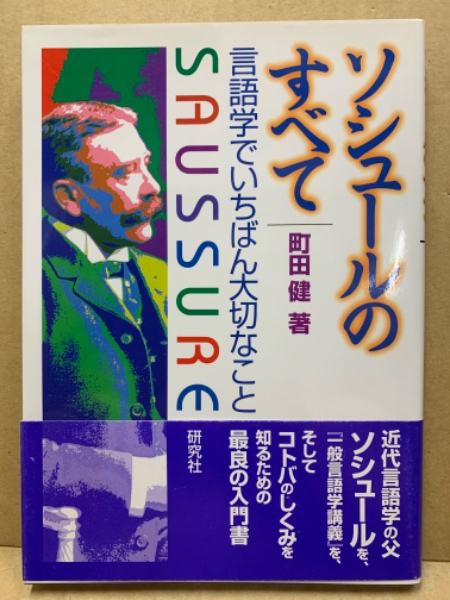 ソシュールの
すべて
町田 健 著
言語学でいちばん大切なこと
SAUSSURE
研究社
近代言語学の父
ソシュールを、
『一般言語学講義』を、
そして
コトバのしくみを
知るための
最良の入門書